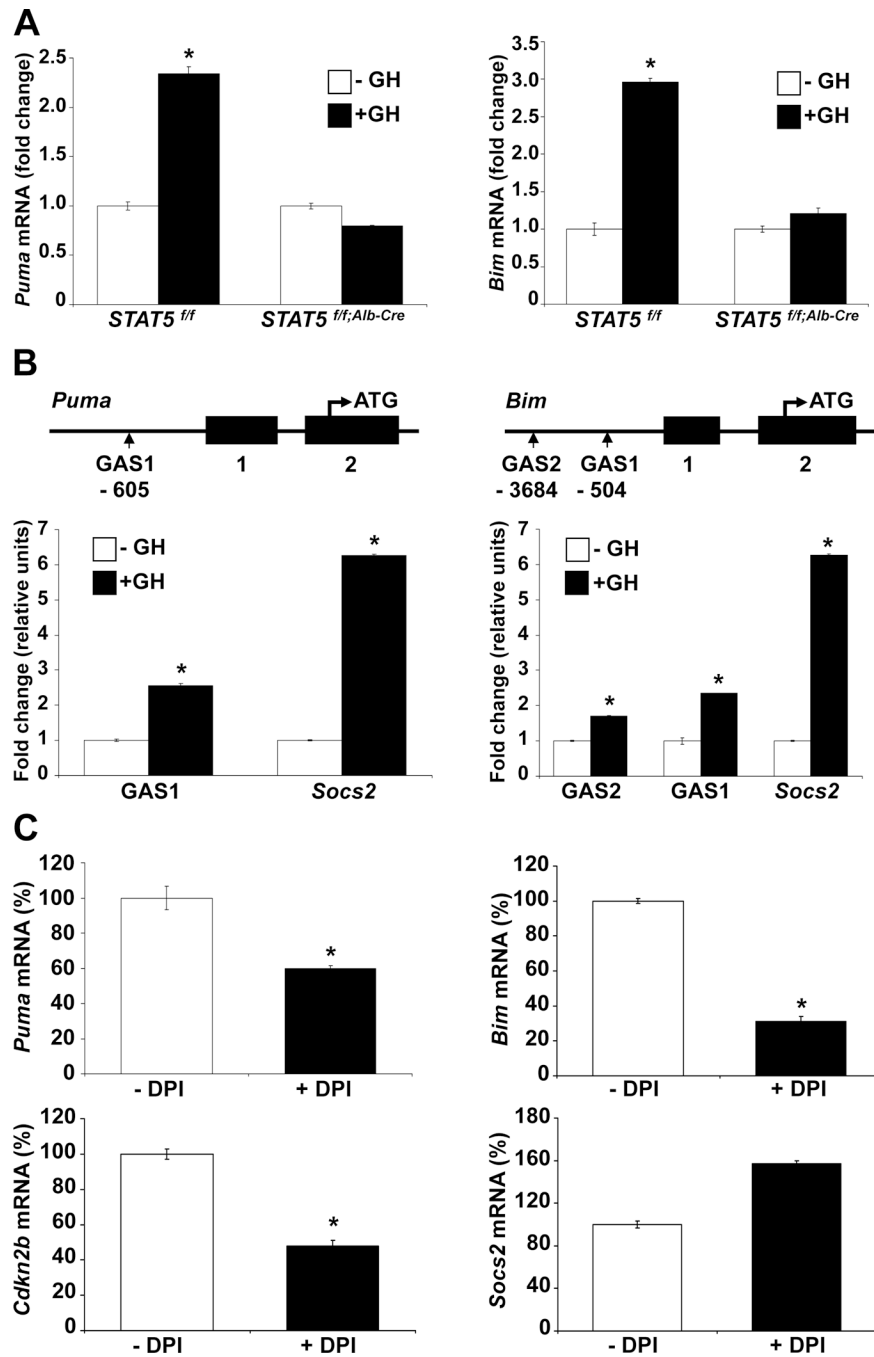 A
Puma mRNA (fold change)
2.5
2.0
1.5
1.0
0.5
0
*
- GH
+GH
STAT5 f/f
STAT5 f/f;Alb-Cre
Bim mRNA (fold change)
3.5
3.0
2.5
2.0
1.5
1.0
0.5
0
*
- GH
+GH
STAT5 f/f
STAT5 f/f;Alb-Cre
B
Puma
ATG
GAS1
- 605
1
2
Bim
ATG
GAS2
- 3684
GAS1
- 504
1
2
Fold change (relative units)
7
6
5
4
3
2
1
0
- GH
+GH
*
*
GAS1
Socs2
Fold change (relative units)
7
6
5
4
3
2
1
0
- GH
+GH
*
*
*
GAS2
GAS1
Socs2
C
Puma mRNA (%)
120
100
80
60
40
20
0
*
- DPI
+ DPI
Bim mRNA (%)
120
100
80
60
40
20
0
*
- DPI
+ DPI
Cdkn2b mRNA (%)
120
100
80
60
40
20
0
*
- DPI
+ DPI
Socs2 mRNA (%)
160
120
80
40
0
- DPI
+ DPI